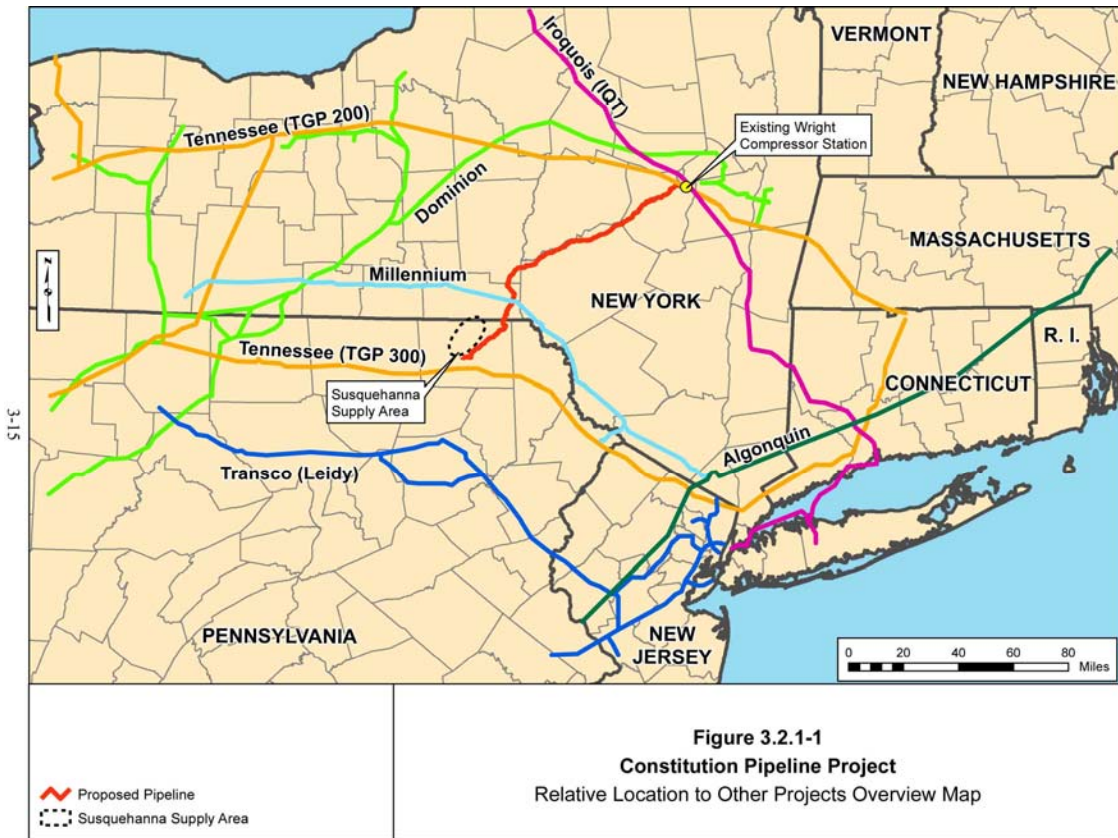 VERMONT
NEW HAMPSHIRE
Iroquois (IQT)
Tennessee (TGP 200)
Existing Wright
Compressor Station
Dominion
MASSACHUSETTS
Millennium
NEW YORK
R. I.
Tennessee (TGP 300)
CONNECTICUT
Susquehanna
Supply Area
Algonquin
Transco (Leidy)
PENNSYLVANIA
NEW
JERSEY
0 20 40 60 80
Miles
N
3-15
Figure 3.2.1-1
Constitution Pipeline Project
Relative Location to Other Projects Overview Map
Proposed Pipeline
Susquehanna Supply Area